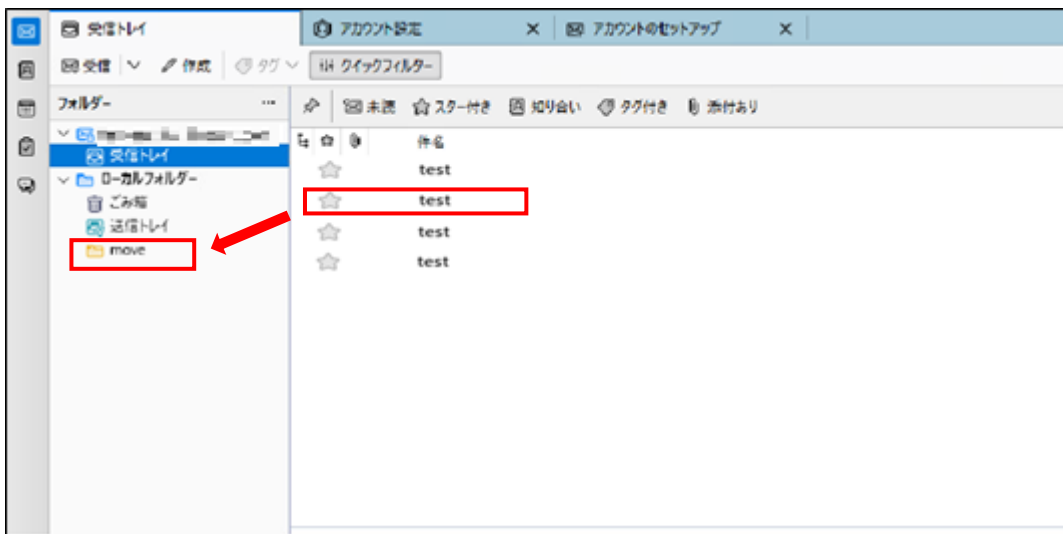 受信トレイ アカウント設定 アカウントのセットアップ
受信 作成 タグ クイックフィルター
フォルダー
未読 スター付き 知り合い タグ付き 添付あり
件名
受信トレイ
ローカルフォルダー
ごみ箱
送信トレイ
move
test
test
test
test